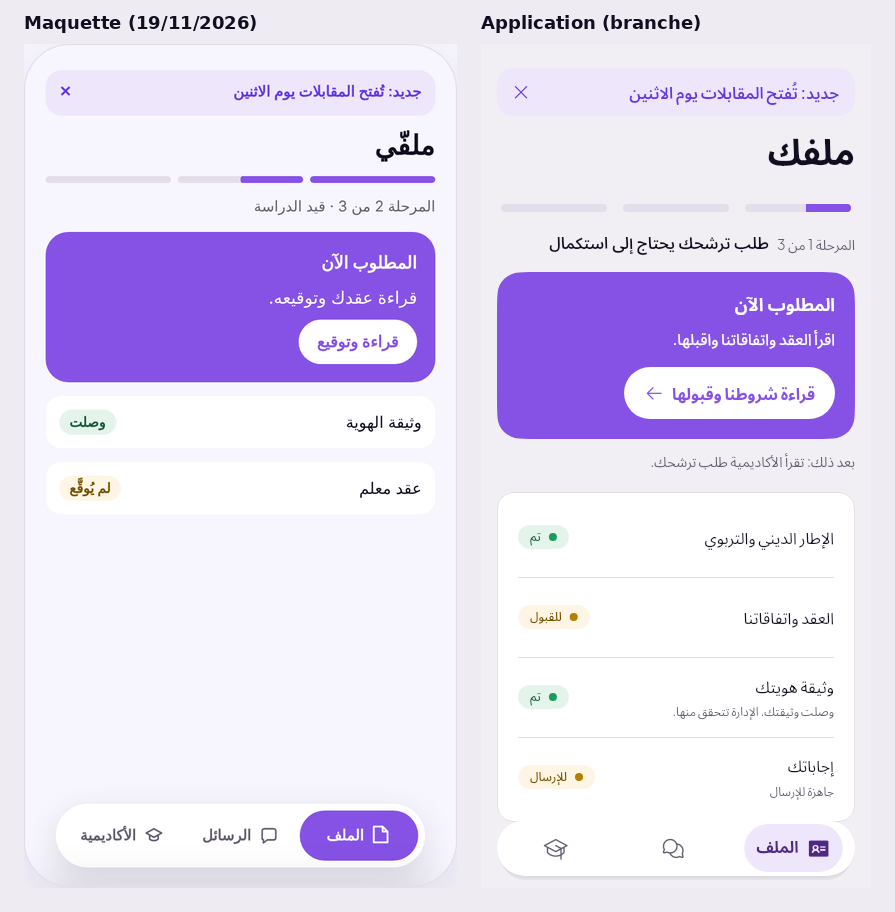 Maquette (19/11/2026)
جديد: تُفتح المقابلات يوم الاثنين
ملفّي
المرحلة 2 من 3 · قيد الدراسة
المطلوب الآن
قراءة عقدك وتوقيعه.
قراءة وتوقيع
وثيقة الهوية
وصلت
عقد معلم
لم يُوقَّع
الملف
الرسائل
الأكاديمية
Application (branche)
جديد: تُفتح المقابلات يوم الاثنين
ملفك
المرحلة 1 من 3 طلب ترشحك يحتاج إلى استكمال
المطلوب الآن
اقرأ العقد واتفاقاتنا واقبلها.
قراءة شروطنا وقبولها
بعد ذلك: تقرأ الأكاديمية طلب ترشحك.
الإطار الديني والتربوي
تم
العقد واتفاقاتنا
للقبول
وثيقة هويتك
تم
وصلت وثيقتك. الإدارة تتحقق منها.
إجاباتك
للإرسال
جاهزة للإرسال
الملف